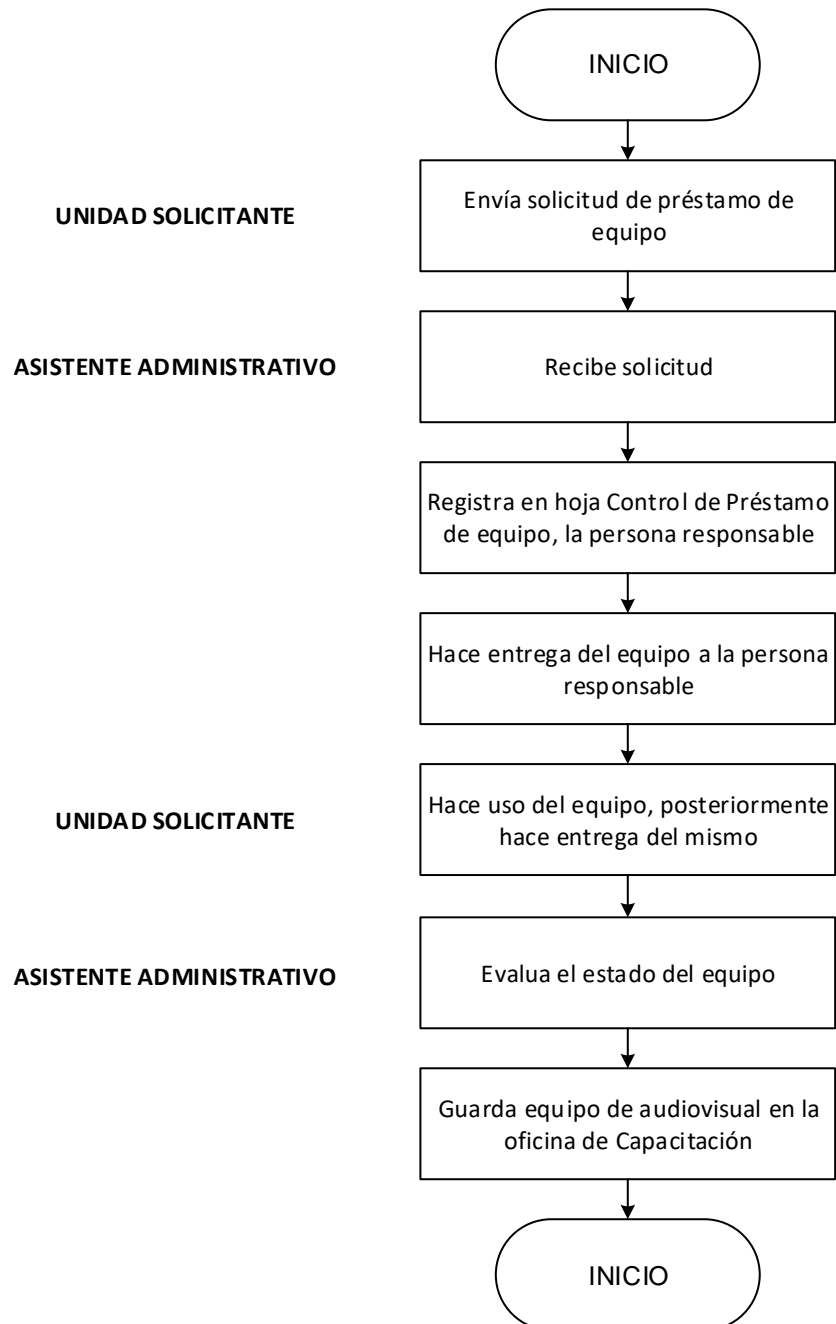 INICIO
UNIDAD SOLICITANTE
Envía solicitud de préstamo de
equipo
ASISTENTE ADMINISTRATIVO
Recibe solicitud
Registra en hoja Control de Préstamo
de equipo, la persona responsable
Hace entrega del equipo a la persona
responsable
UNIDAD SOLICITANTE
Hace uso del equipo, posteriormente
hace entrega del mismo
ASISTENTE ADMINISTRATIVO
Evalua el estado del equipo
Guarda equipo de audiovisual en la
oficina de Capacitación
INICIO